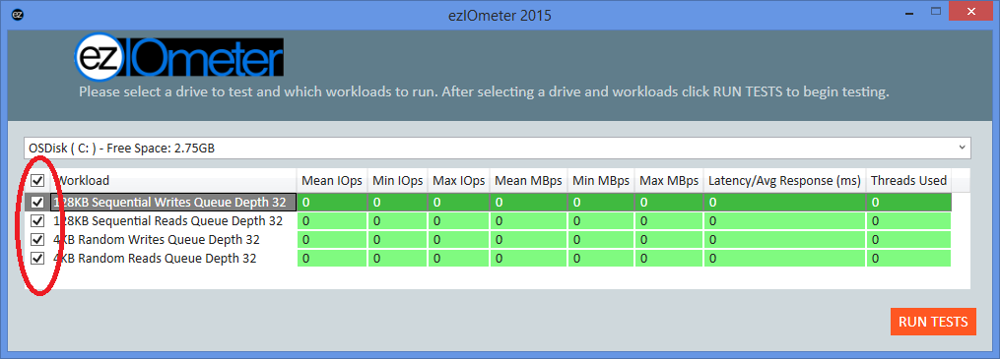 ez ezIOmeter 2015
ezIOmeter
Please select a drive to test and which workloads to run. After selecting a drive and workloads click RUN TESTS to begin testing.
OSDisk ( C: ) - Free Space: 2.75GB
Workload Mean IOps Min IOps Max IOps Mean MBps Min MBps Max MBps Latency/Avg Response (ms) Threads Used
128KB Sequential Writes Queue Depth 32 0 0 0 0 0 0 0 0
128KB Sequential Reads Queue Depth 32 0 0 0 0 0 0 0 0
4KB Random Writes Queue Depth 32 0 0 0 0 0 0 0 0
4KB Random Reads Queue Depth 32 0 0 0 0 0 0 0 0
RUN TESTS